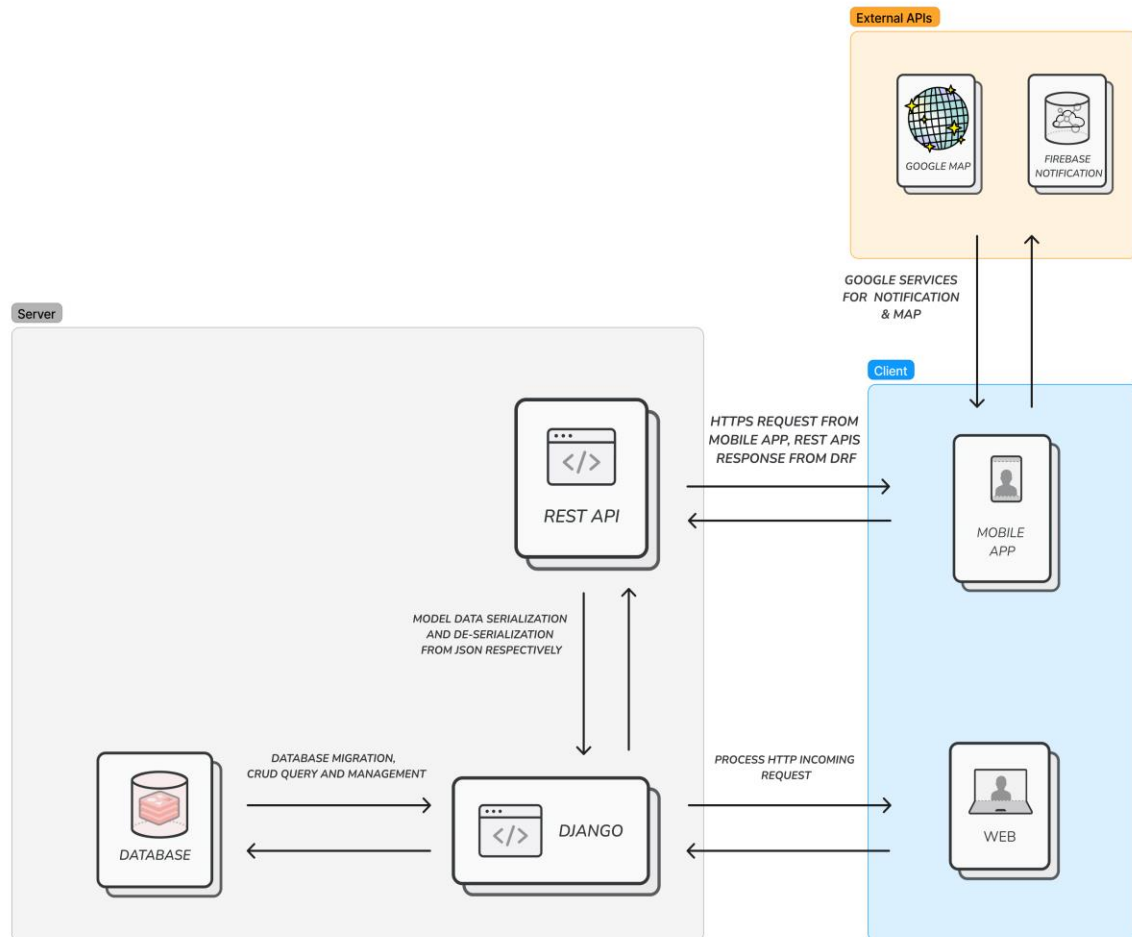 External APIs
GOOGLE MAP
FIREBASE
NOTIFICATION
GOOGLE SERVICES
FOR NOTIFICATION
& MAP
Server
Client
REST API
HTTPS REQUEST FROM
MOBILE APP, REST APIS
RESPONSE FROM DRF
MOBILE
APP
MODEL DATA SERIALIZATION
AND DE-SERIALIZATION
FROM JSON RESPECTIVELY
DATABASE MIGRATION,
CRUD QUERY AND MANAGEMENT
PROCESS HTTP INCOMING
REQUEST
DATABASE
DJANGO
WEB